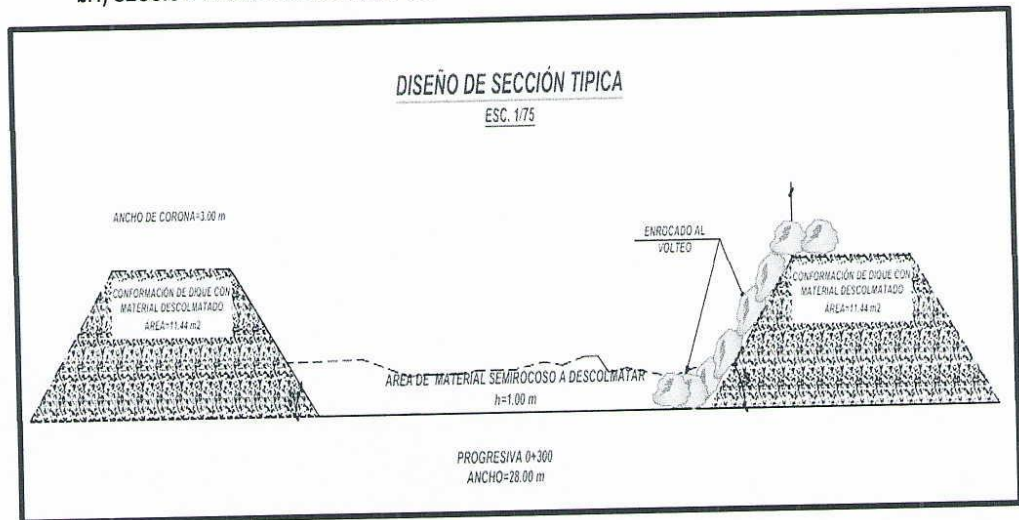 DISEÑO DE SECCIÓN TIPICA
ESC. 1/75
ANCHO DE CORONA=3.00 m
ENROCADO AL
VOLTEO
CONFORMACIÓN DE DIQUE CON
MATERIAL DESCOLMATADO
ÁREA=11.44 m2
CONFORMACIÓN DE DIQUE CON
MATERIAL DESCOLMATADO
ÁREA=11.44 m2
AREA DE MATERIAL SEMIROCOSO A DESCOLMATAR
h=1.00 m
PROGRESIVA 0+300
ANCHO=28.00 m